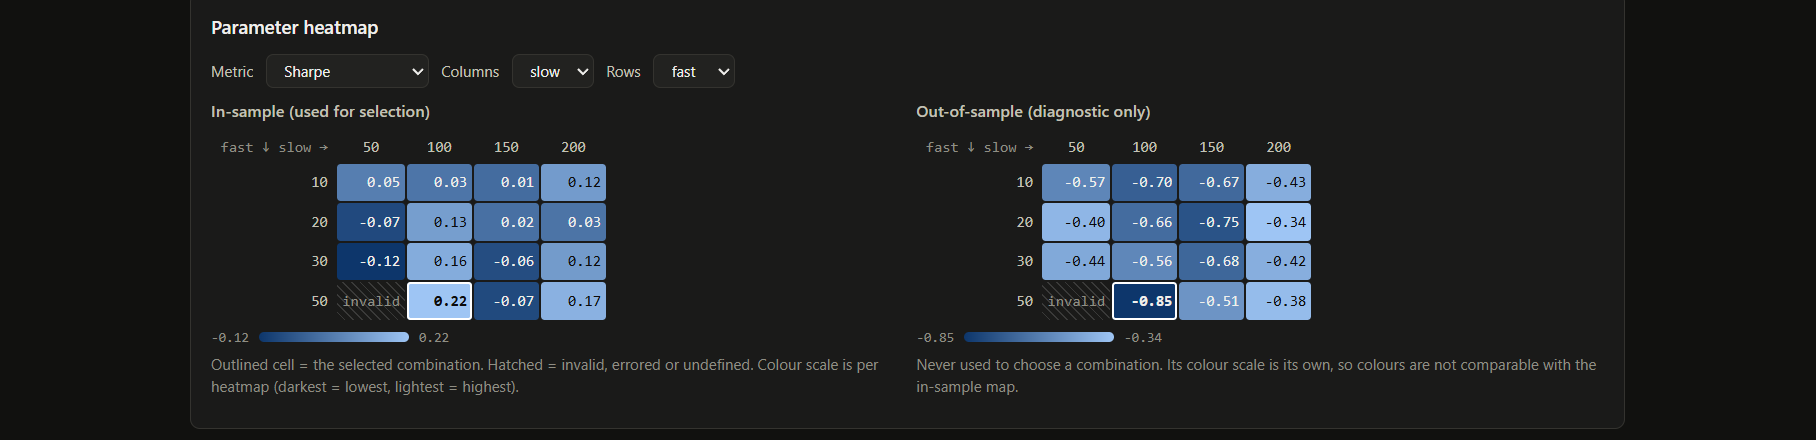 Parameter heatmap
Metric Sharpe Columns slow Rows fast
In-sample (used for selection)
fast ↓ slow → 50 100 150 200
10 0.05 0.03 0.01 0.12
20 -0.07 0.13 0.02 0.03
30 -0.12 0.16 -0.06 0.12
50 invalid 0.22 -0.07 0.17
-0.12 0.22
Outlined cell = the selected combination. Hatched = invalid, errored or undefined. Colour scale is per
heatmap (darkest = lowest, lightest = highest).
Out-of-sample (diagnostic only)
fast ↓ slow → 50 100 150 200
10 -0.57 -0.70 -0.67 -0.43
20 -0.40 -0.66 -0.75 -0.34
30 -0.44 -0.56 -0.68 -0.42
50 invalid -0.85 -0.51 -0.38
-0.85 -0.34
Never used to choose a combination. Its colour scale is its own, so colours are not comparable with the
in-sample map.